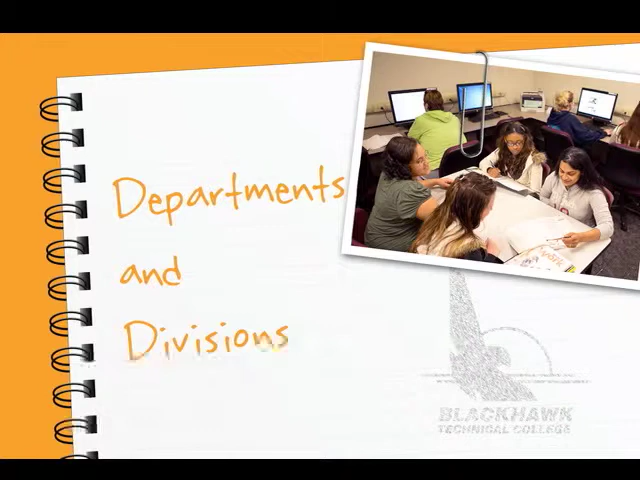 Departments
and
Divisions
BLACKHAWK
TECHNICAL COLLEGE